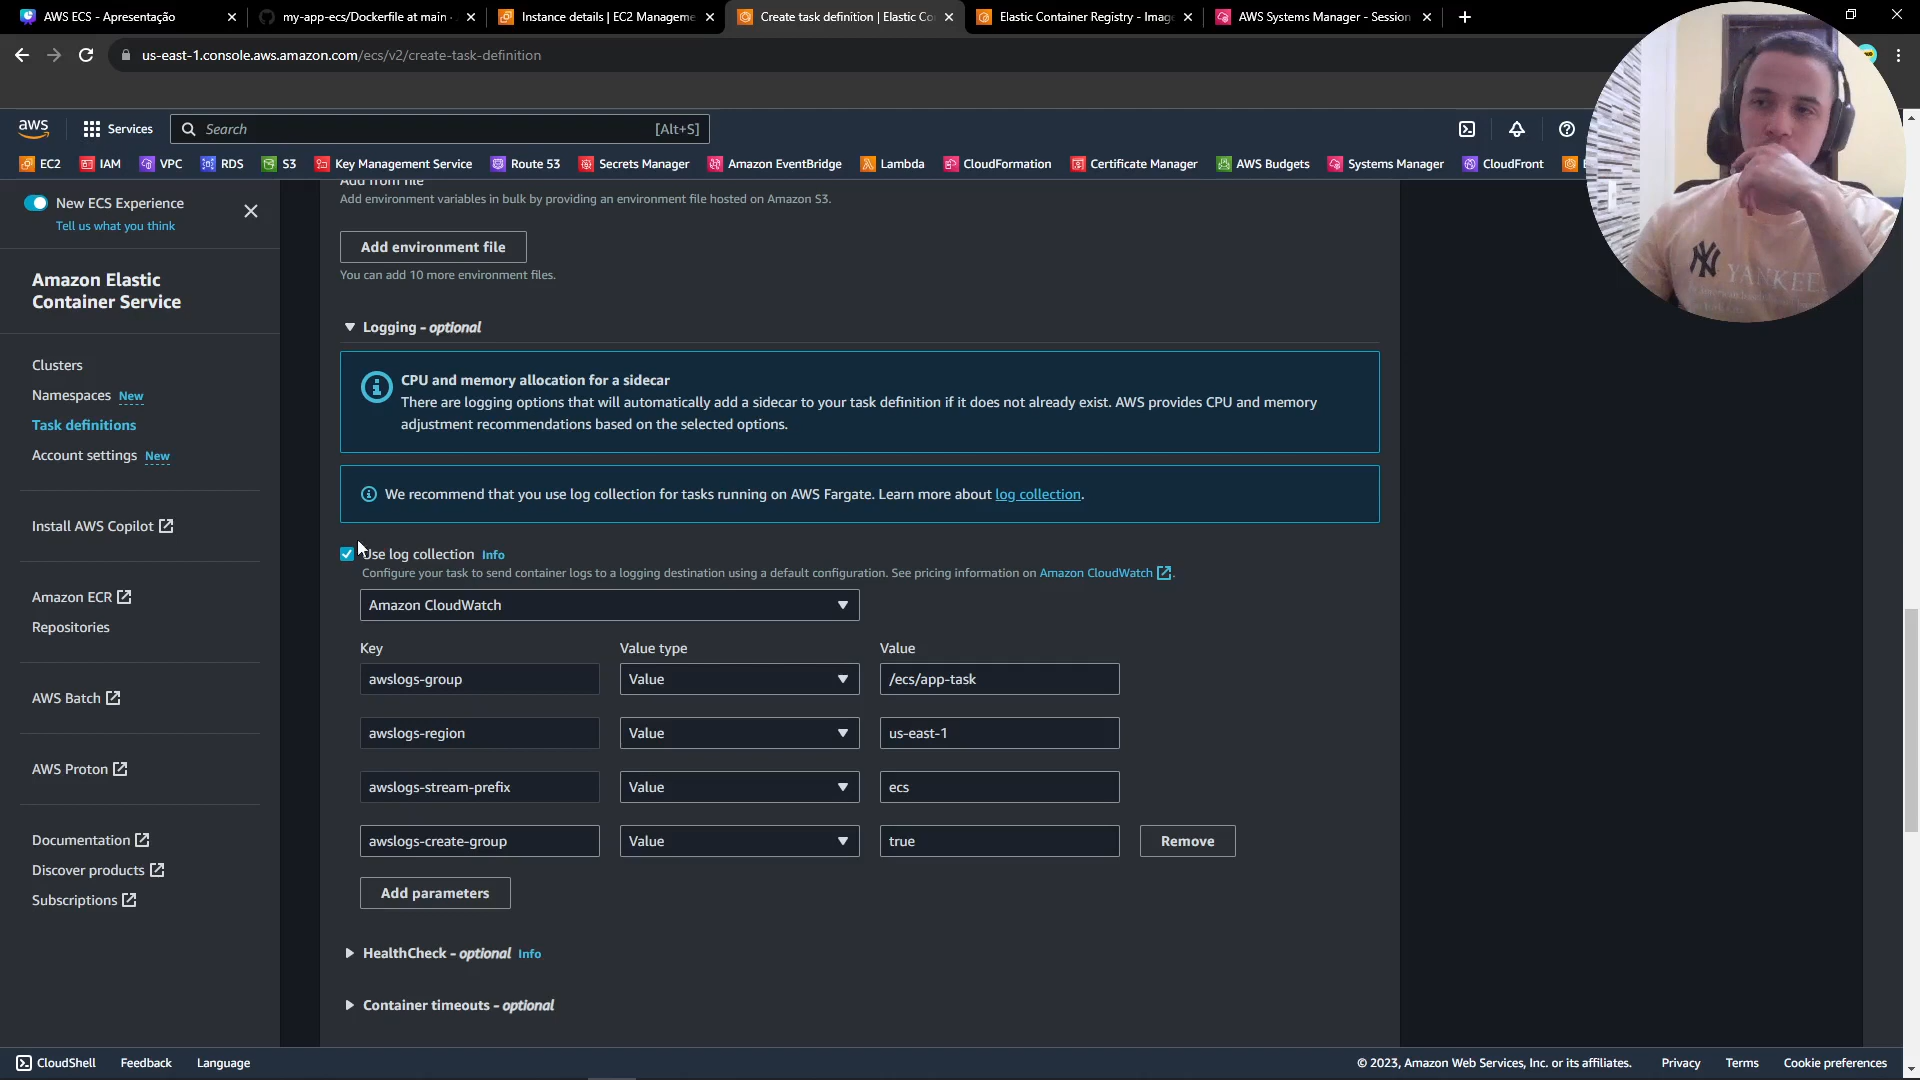 AWS ECS - Apresentação
my-app-ecs/Dockerfile at main ·
Instance details | EC2 Manageme
Create task definition | Elastic Co
Elastic Container Registry - Imag
AWS Systems Manager - Session
us-east-1.console.aws.amazon.com/ecs/v2/create-task-definition
aws
Services
Search
[Alt+S]
EC2
IAM
VPC
RDS
S3
Key Management Service
Route 53
Secrets Manager
Amazon EventBridge
Lambda
CloudFormation
Certificate Manager
AWS Budgets
Systems Manager
CloudFront
New ECS Experience
Tell us what you think
Amazon Elastic
Container Service
Clusters
Namespaces New
Task definitions
Account settings New
Install AWS Copilot
Amazon ECR
Repositories
AWS Batch
AWS Proton
Documentation
Discover products
Subscriptions
Add from file
Add environment variables in bulk by providing an environment file hosted on Amazon S3.
Add environment file
You can add 10 more environment files.
Logging - optional
CPU and memory allocation for a sidecar
There are logging options that will automatically add a sidecar to your task definition if it does not already exist. AWS provides CPU and memory
adjustment recommendations based on the selected options.
We recommend that you use log collection for tasks running on AWS Fargate. Learn more about log collection.
Use log collection Info
Configure your task to send container logs to a logging destination using a default configuration. See pricing information on Amazon CloudWatch.
Amazon CloudWatch
Key
Value type
Value
awslogs-group
Value
/ecs/app-task
awslogs-region
Value
us-east-1
awslogs-stream-prefix
Value
ecs
awslogs-create-group
Value
true
Remove
Add parameters
HealthCheck - optional Info
Container timeouts - optional
NY YANKEES
CloudShell
Feedback
Language
© 2023, Amazon Web Services, Inc. or its affiliates.
Privacy
Terms
Cookie preferences